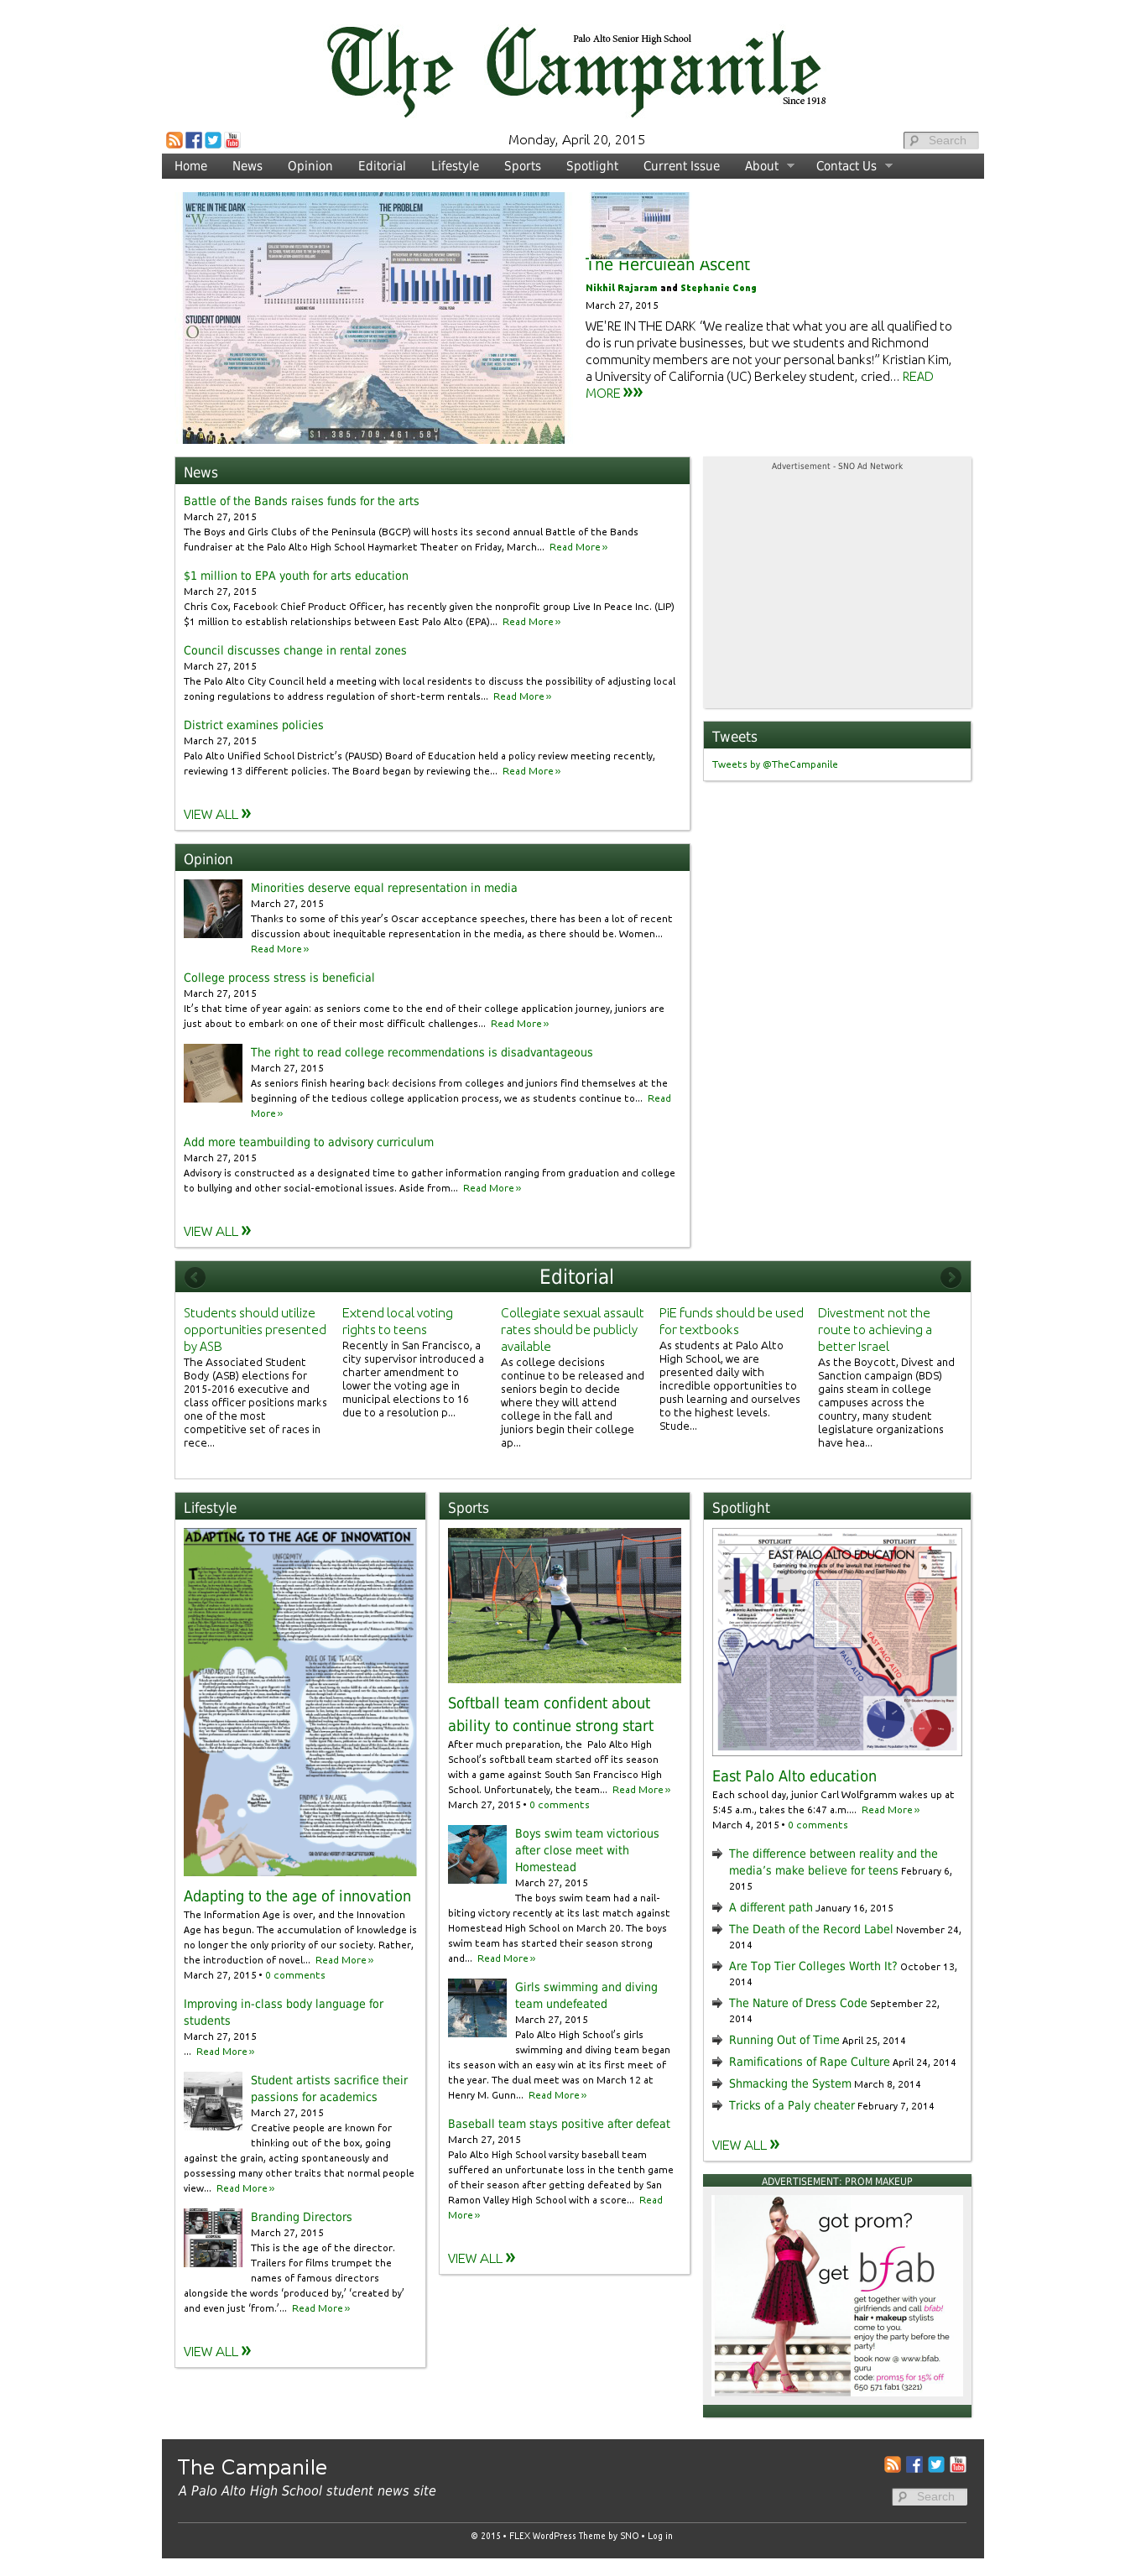 Palo Alto Senior High School
The Campanile
Since 1918
Monday, April 20, 2015
Search
Home News Opinion Editorial Lifestyle Sports Spotlight Current Issue About Contact Us
WE'RE IN THE DARK
THE PROBLEM
STUDENT OPINION
$1,385,709,461,58
The Herculean Ascent
Nikhil Rajaram and Stephanie Cong
March 27, 2015
WE'RE IN THE DARK “We realize that what you are all qualified to
do is run private businesses, but we students and Richmond
community members are not your personal banks!” Kristian Kim,
a University of California (UC) Berkeley student, cried... READ
MORE »
News
Battle of the Bands raises funds for the arts
March 27, 2015
The Boys and Girls Clubs of the Peninsula (BGCP) will hosts its second annual Battle of the Bands
fundraiser at the Palo Alto High School Haymarket Theater on Friday, March... Read More »
$1 million to EPA youth for arts education
March 27, 2015
Chris Cox, Facebook Chief Product Officer, has recently given the nonprofit group Live In Peace Inc. (LIP)
$1 million to establish relationships between East Palo Alto (EPA)... Read More »
Council discusses change in rental zones
March 27, 2015
The Palo Alto City Council held a meeting with local residents to discuss the possibility of adjusting local
zoning regulations to address regulation of short-term rentals... Read More »
District examines policies
March 27, 2015
Palo Alto Unified School District’s (PAUSD) Board of Education held a policy review meeting recently,
reviewing 13 different policies. The Board began by reviewing the... Read More »
VIEW ALL »
Advertisement - SNO Ad Network
Tweets
Tweets by @TheCampanile
Opinion
Minorities deserve equal representation in media
March 27, 2015
Thanks to some of this year’s Oscar acceptance speeches, there has been a lot of recent
discussion about inequitable representation in the media, as there should be. Women...
Read More »
College process stress is beneficial
March 27, 2015
It’s that time of year again: as seniors come to the end of their college application journey, juniors are
just about to embark on one of their most difficult challenges... Read More »
The right to read college recommendations is disadvantageous
March 27, 2015
As seniors finish hearing back decisions from colleges and juniors find themselves at the
beginning of the tedious college application process, we as students continue to... Read
More »
Add more teambuilding to advisory curriculum
March 27, 2015
Advisory is constructed as a designated time to gather information ranging from graduation and college
to bullying and other social-emotional issues. Aside from... Read More »
VIEW ALL »
Editorial
Students should utilize
opportunities presented
by ASB
The Associated Student
Body (ASB) elections for
2015-2016 executive and
class officer positions marks
one of the most
competitive set of races in
rece...
Extend local voting
rights to teens
Recently in San Francisco, a
city supervisor introduced a
charter amendment to
lower the voting age in
municipal elections to 16
due to a resolution p...
Collegiate sexual assault
rates should be publicly
available
As college decisions
continue to be released and
seniors begin to decide
where they will attend
college in the fall and
juniors begin their college
ap...
PiE funds should be used
for textbooks
As students at Palo Alto
High School, we are
presented daily with
incredible opportunities to
push learning and ourselves
to the highest levels.
Stude...
Divestment not the
route to achieving a
better Israel
As the Boycott, Divest and
Sanction campaign (BDS)
gains steam in college
campuses across the
country, many student
legislature organizations
have hea...
Lifestyle
ADAPTING TO THE AGE OF INNOVATION
UNIFORMITY
STANDARDIZED TESTING
ROLE OF THE TEACHERS
FINDING A BALANCE
Adapting to the age of innovation
The Information Age is over, and the Innovation
Age has begun. The accumulation of knowledge is
no longer the only priority of our society. Rather,
the introduction of novel... Read More »
March 27, 2015 • 0 comments
Improving in-class body language for
students
March 27, 2015
... Read More »
Student artists sacrifice their
passions for academics
March 27, 2015
Creative people are known for
thinking out of the box, going
against the grain, acting spontaneously and
possessing many other traits that normal people
view... Read More »
Branding Directors
March 27, 2015
This is the age of the director.
Trailers for films trumpet the
names of famous directors
alongside the words ‘produced by,’ ‘created by’
and even just ‘from.’... Read More »
VIEW ALL »
Sports
Softball team confident about
ability to continue strong start
After much preparation, the Palo Alto High
School’s softball team started off its season
with a game against South San Francisco High
School. Unfortunately, the team... Read More »
March 27, 2015 • 0 comments
Boys swim team victorious
after close meet with
Homestead
March 27, 2015
The boys swim team had a nail-
biting victory recently at its last match against
Homestead High School on March 20. The boys
swim team has started their season strong
and... Read More »
Girls swimming and diving
team undefeated
March 27, 2015
Palo Alto High School’s girls
swimming and diving team began
its season with an easy win at its first meet of
the year. The dual meet was on March 12 at
Henry M. Gunn... Read More »
Baseball team stays positive after defeat
March 27, 2015
Palo Alto High School varsity baseball team
suffered an unfortunate loss in the tenth game
of their season after getting defeated by San
Ramon Valley High School with a score... Read
More »
VIEW ALL »
Spotlight
SPOTLIGHT SPOTLIGHT
EAST PALO ALTO EDUCATION
EAST PALO ALTO
PALO ALTO
East Palo Alto education
Each school day, junior Carl Wolfgramm wakes up at
5:45 a.m., takes the 6:47 a.m.... Read More »
March 4, 2015 • 0 comments
The difference between reality and the
media’s make believe for teens February 6,
2015
A different path January 16, 2015
The Death of the Record Label November 24,
2014
Are Top Tier Colleges Worth It? October 13,
2014
The Nature of Dress Code September 22,
2014
Running Out of Time April 25, 2014
Ramifications of Rape Culture April 24, 2014
Shmacking the System March 8, 2014
Tricks of a Paly cheater February 7, 2014
VIEW ALL »
ADVERTISEMENT: PROM MAKEUP
got prom?
get bfab
get together with your
girlfriends and call bfab!
hair + makeup stylists
come to you.
enjoy the party before the
party!
book now @ www.bfab.
guru
code: prom15 for 15% off
650 571 fab1 (3221)
The Campanile
A Palo Alto High School student news site
Search
© 2015 • FLEX WordPress Theme by SNO • Log in